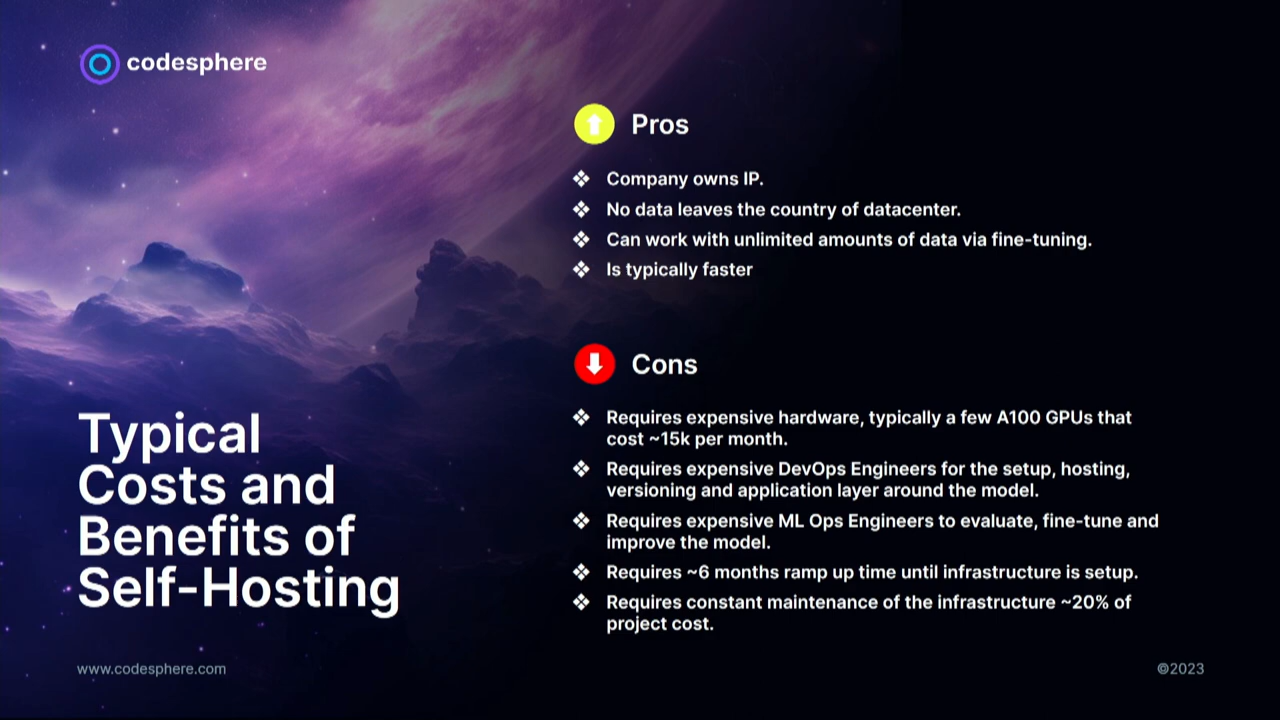 codesphere
Pros
Company owns IP.
No data leaves the country of datacenter.
Can work with unlimited amounts of data via fine-tuning.
Is typically faster
Cons
Requires expensive hardware, typically a few A100 GPUs that
cost ~15k per month.
Requires expensive DevOps Engineers for the setup, hosting,
versioning and application layer around the model.
Requires expensive ML Ops Engineers to evaluate, fine-tune and
improve the model.
Requires ~6 months ramp up time until infrastructure is setup.
Requires constant maintenance of the infrastructure ~20% of
project cost.
Typical
Costs and
Benefits of
Self-Hosting
www.codesphere.com
©2023